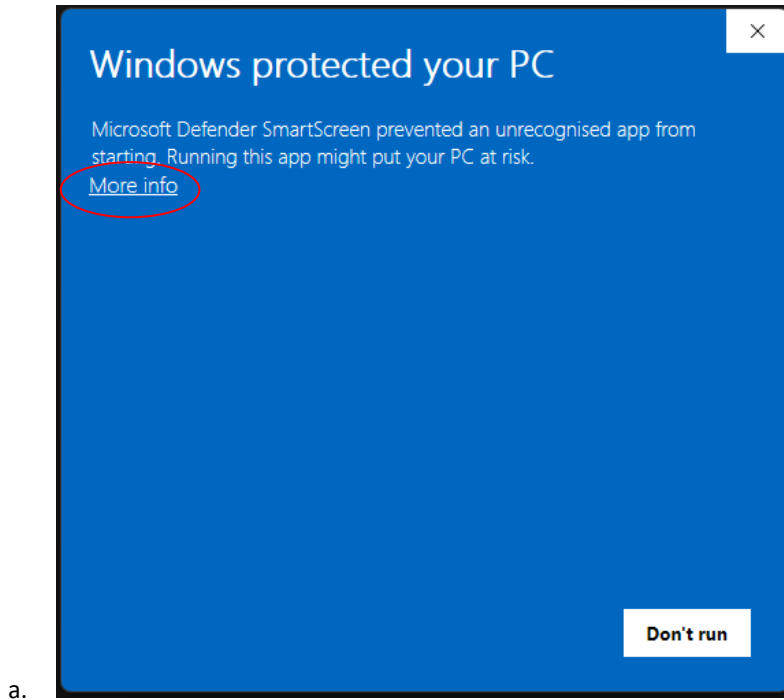 Windows protected your PC
Microsoft Defender SmartScreen prevented an unrecognised app from
starting. Running this app might put your PC at risk.
More info
Don't run
a.